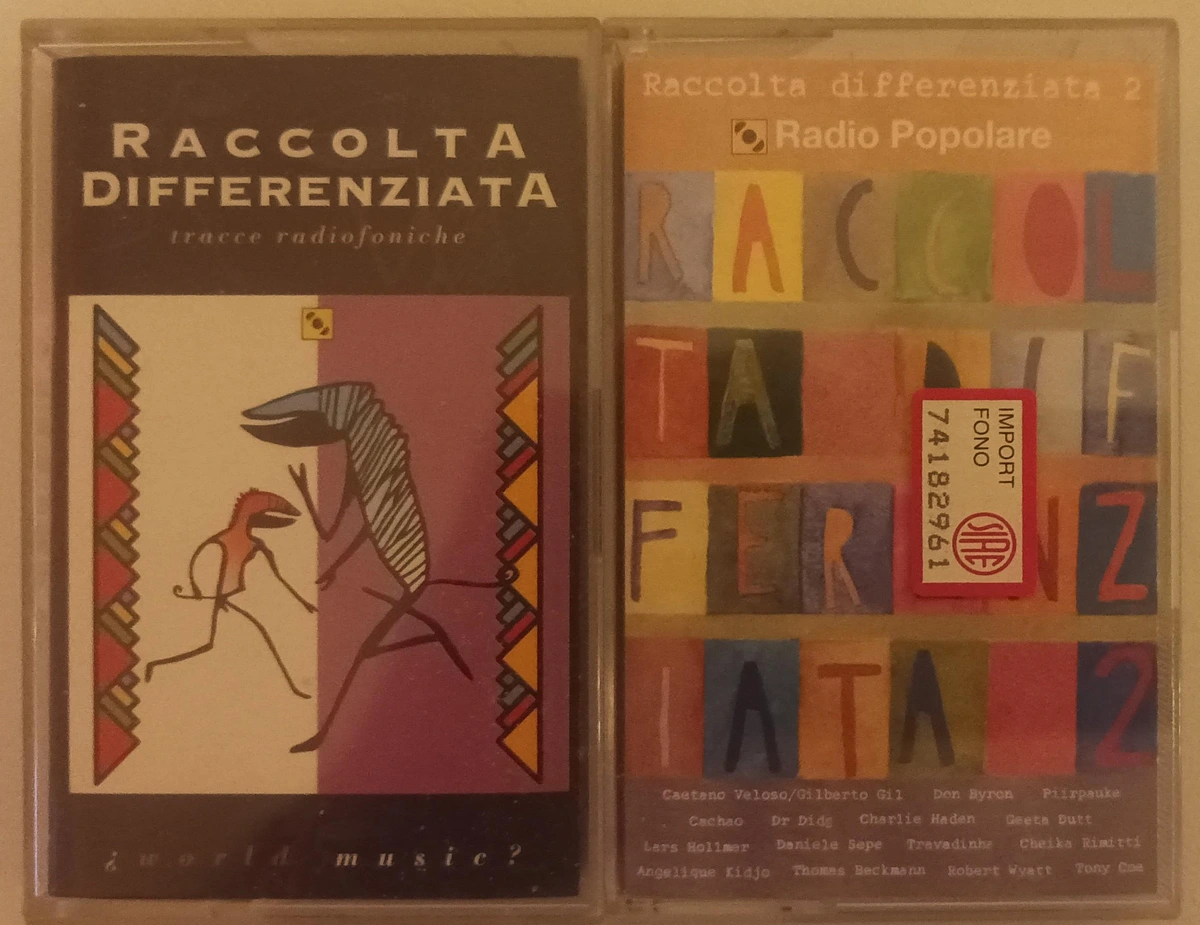 RACCOLTA
DIFFERENZIATA
tracce radiofoniche
¿world music?
Raccolta differenziata 2
Radio Popolare
RACCOL
TA DIF
FERENZ
IATA 2
IMPORT
FONO
74182961
SIAE
Caetano Veloso/Gilberto Gil Don Byron Piirpauke
Cachao Dr Didg Charlie Haden Geeta Dutt
Lars Hollmer Daniele Sepe Travadinha Cheika Rimitti
Angelique Kidjo Thomas Beckmann Robert Wyatt Tony Coe